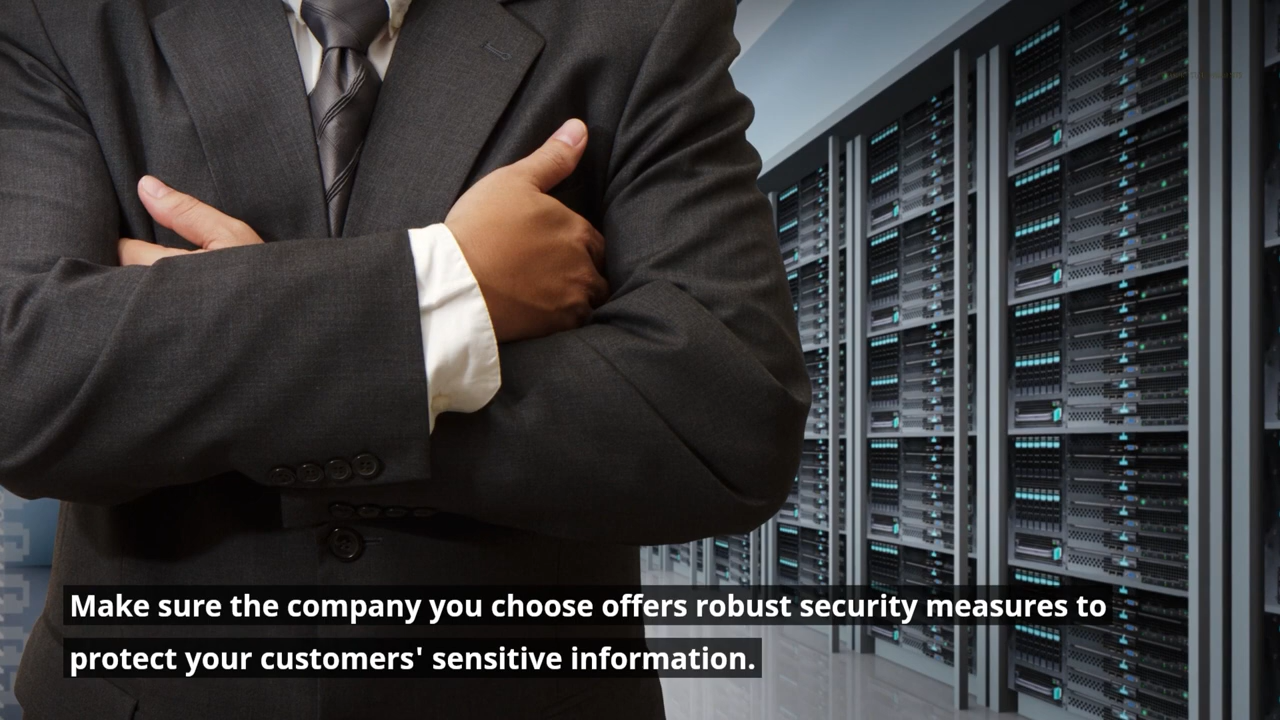 Make sure the company you choose offers robust security measures to
protect your customers' sensitive information.